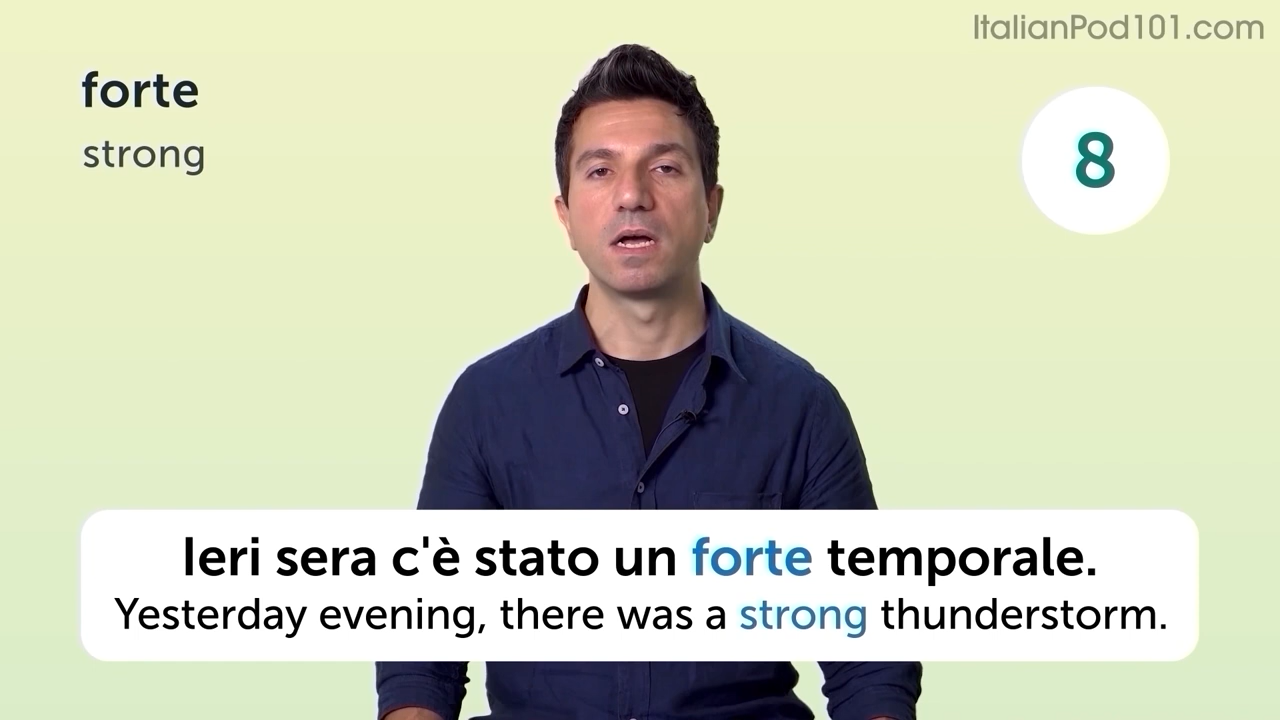 ItalianPod101.com
forte
strong
8
Ieri sera c'è stato un forte temporale.
Yesterday evening, there was a strong thunderstorm.